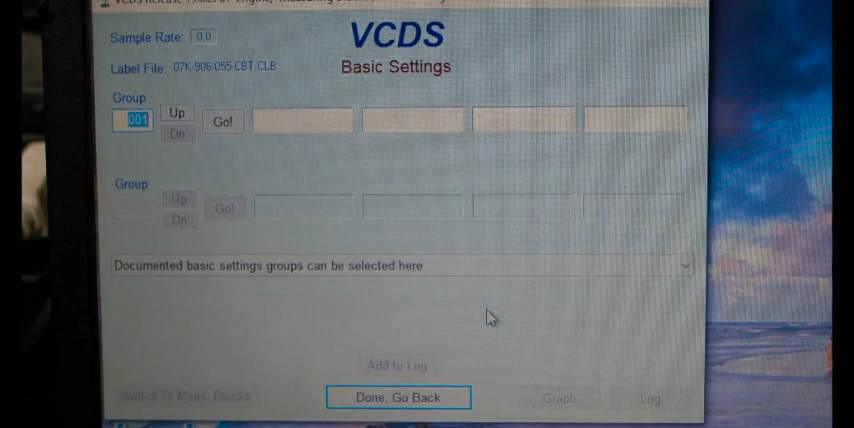 VCDS Release
Sample Rate: 0.0
VCDS
Label File: 07K-906-055-CBT.CLB
Basic Settings
Group
001 Up Go!
Dn
Group
Up Go!
Dn
Documented basic settings groups can be selected here
Add to Log
Switch To Meas. Blocks Done, Go Back Graph Log